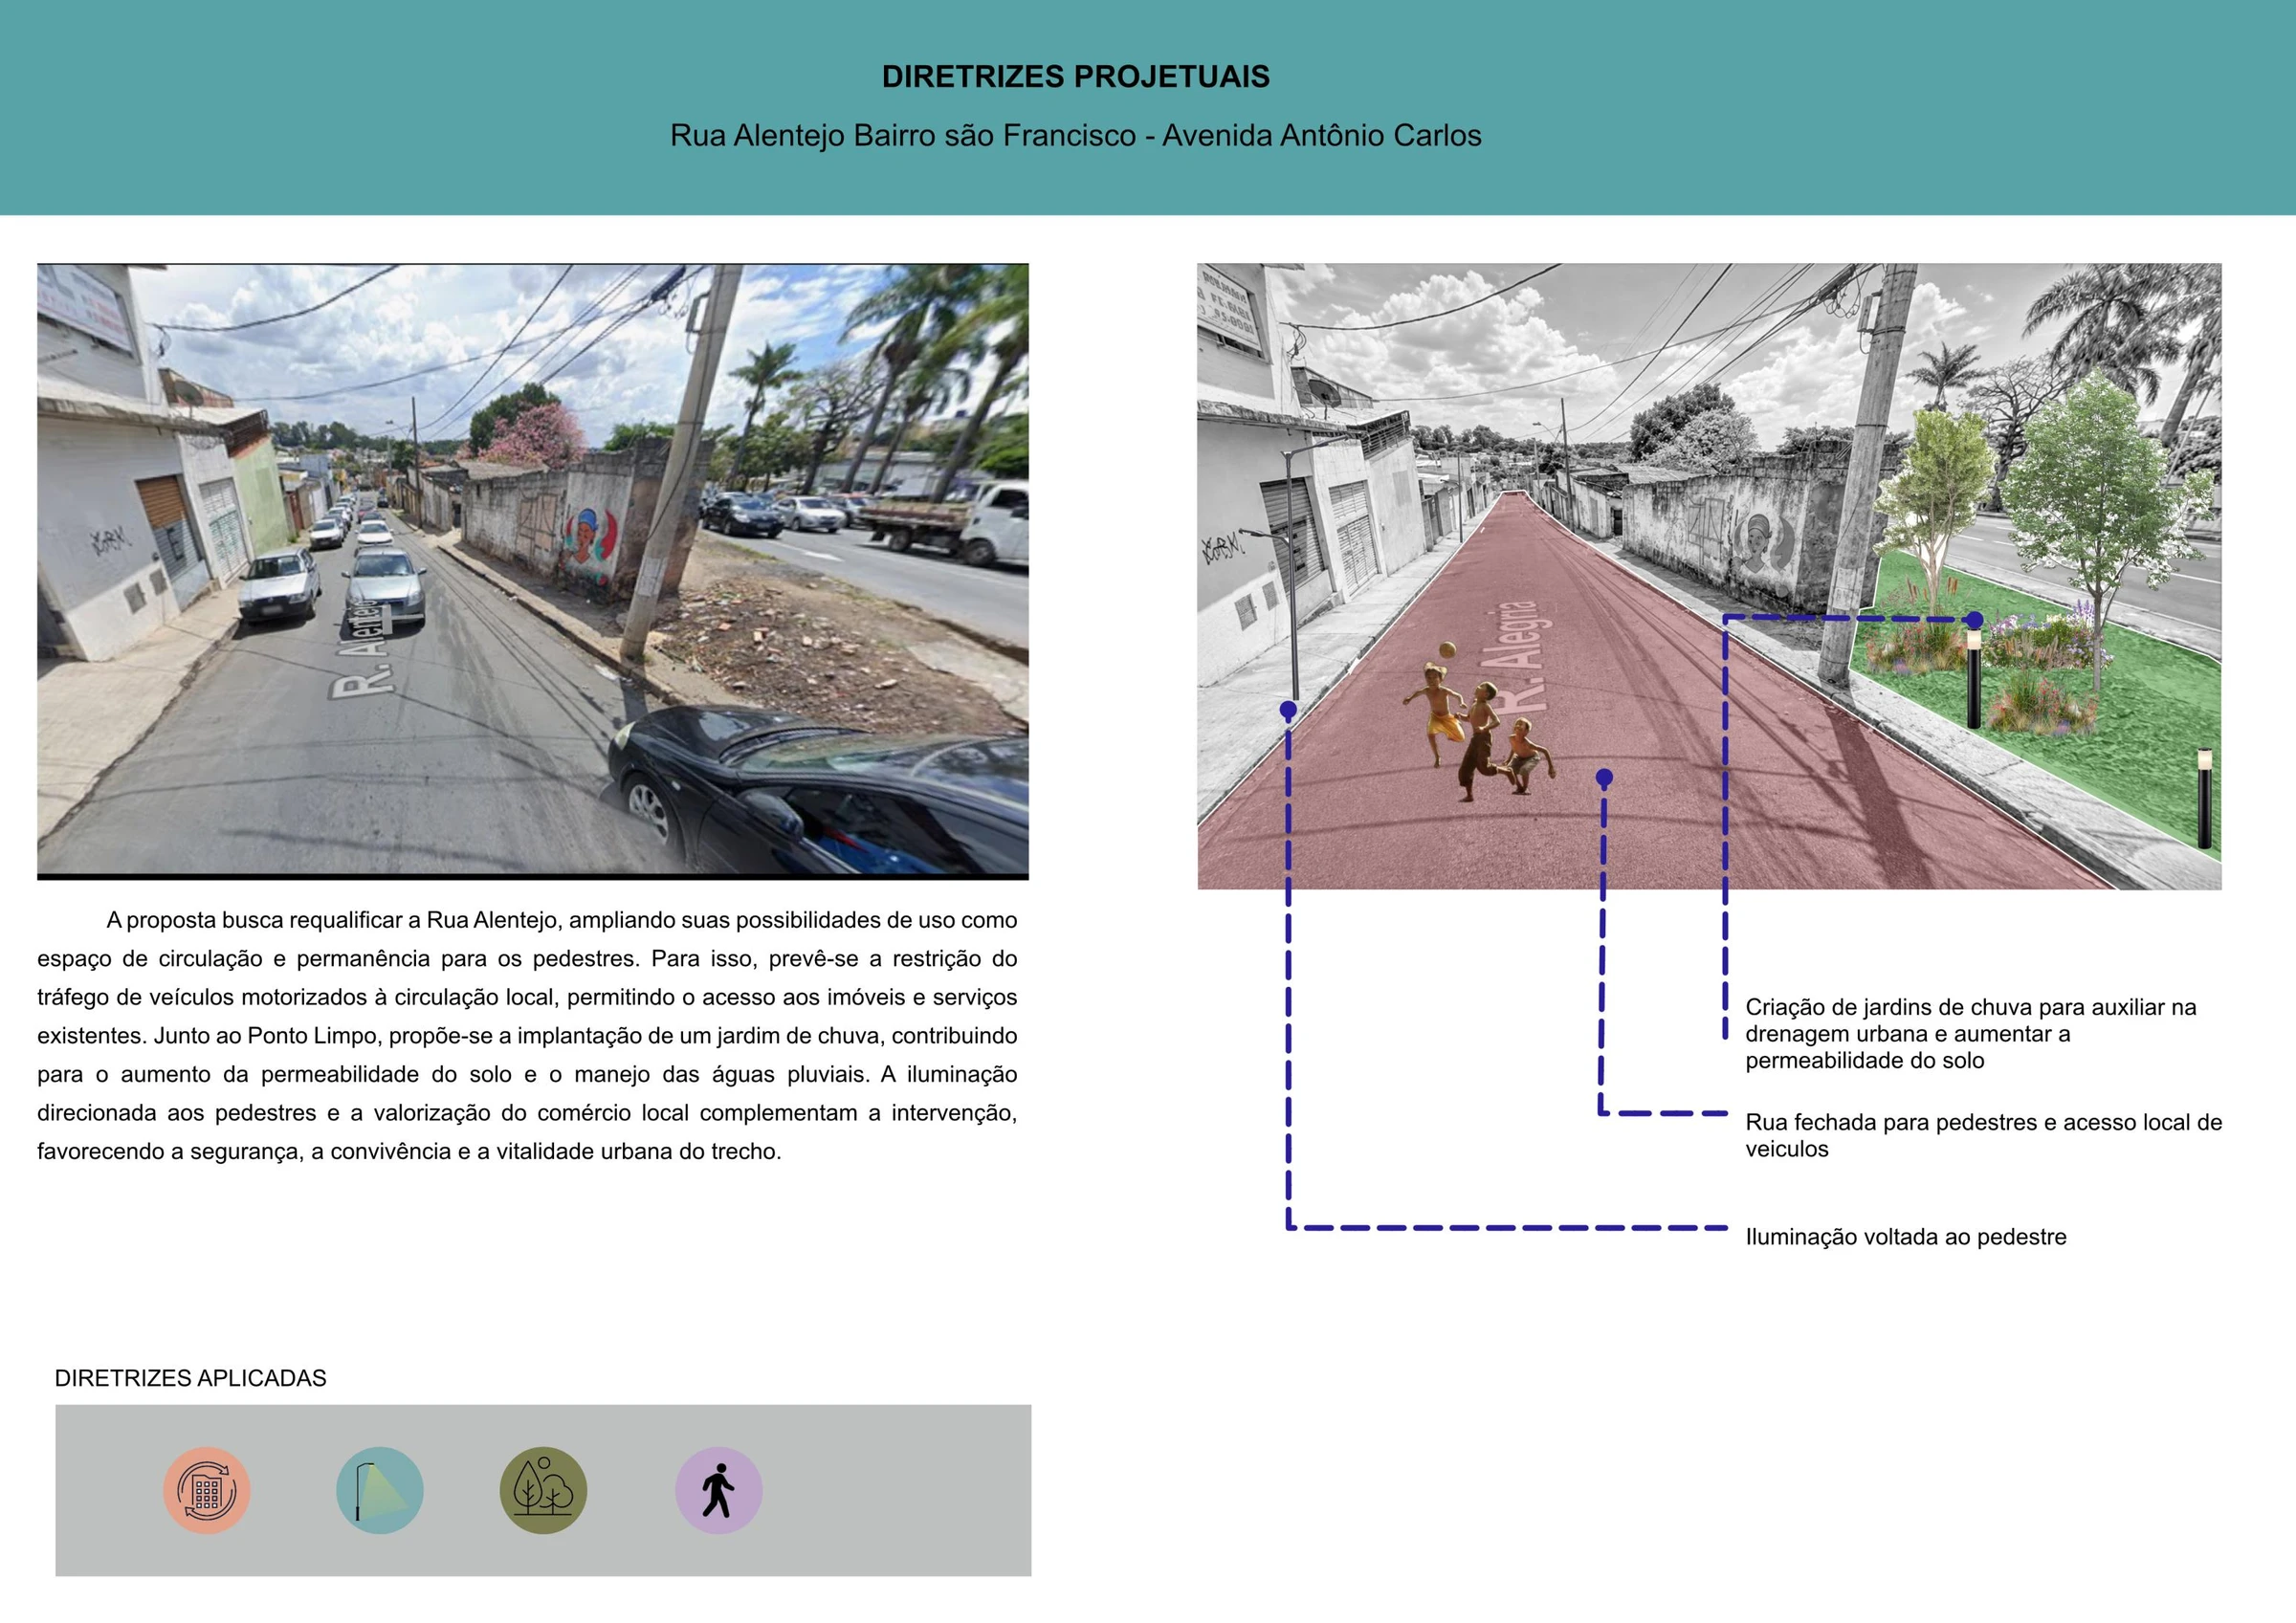 DIRETRIZES PROJETUAIS
Rua Alentejo Bairro são Francisco - Avenida Antônio Carlos
R. Alentejo
R. Alegria
A proposta busca requalificar a Rua Alentejo, ampliando suas possibilidades de uso como
espaço de circulação e permanência para os pedestres. Para isso, prevê-se a restrição do
tráfego de veículos motorizados à circulação local, permitindo o acesso aos imóveis e serviços
existentes. Junto ao Ponto Limpo, propõe-se a implantação de um jardim de chuva, contribuindo
para o aumento da permeabilidade do solo e o manejo das águas pluviais. A iluminação
direcionada aos pedestres e a valorização do comércio local complementam a intervenção,
favorecendo a segurança, a convivência e a vitalidade urbana do trecho.
Criação de jardins de chuva para auxiliar na
drenagem urbana e aumentar a
permeabilidade do solo
Rua fechada para pedestres e acesso local de
veiculos
Iluminação voltada ao pedestre
DIRETRIZES APLICADAS